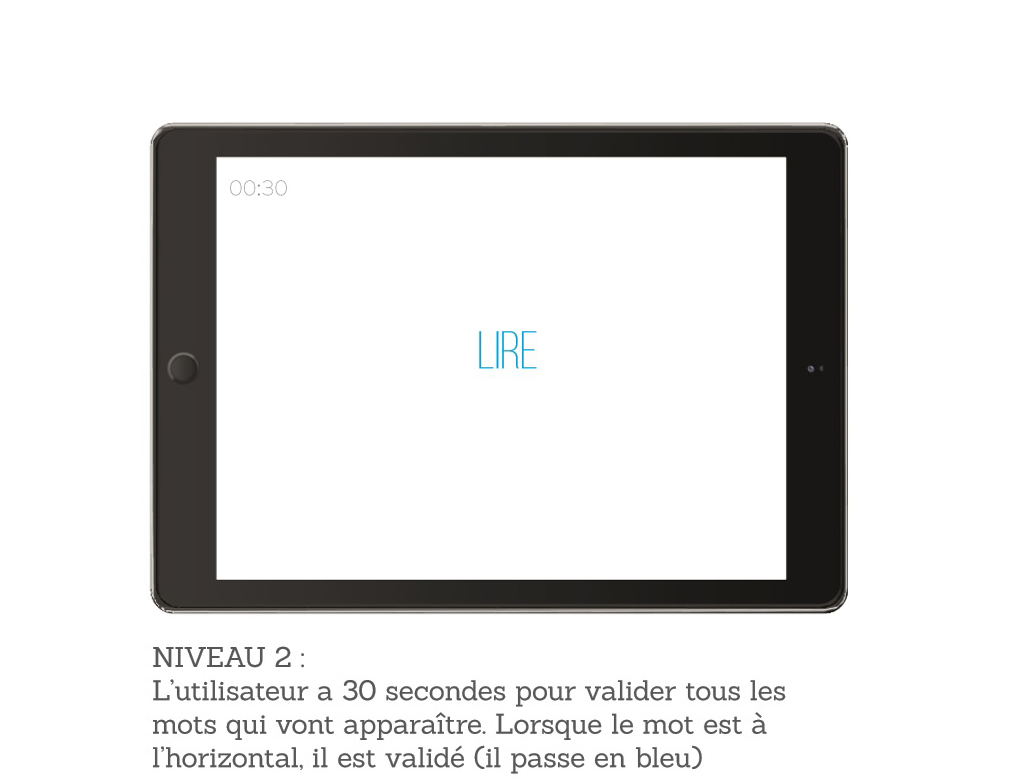 00:30
LIRE
NIVEAU 2 :
L'utilisateur a 30 secondes pour valider tous les
mots qui vont apparaître. Lorsque le mot est à
l'horizontal, il est validé (il passe en bleu)